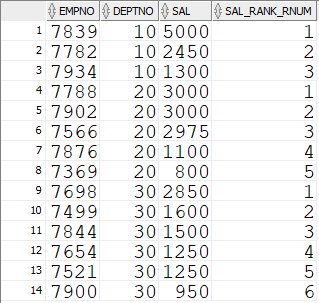 EMPNO DEPTNO SAL SAL_RANK_RNUM
1 7839 10 5000 1
2 7782 10 2450 2
3 7934 10 1300 3
4 7788 20 3000 1
5 7902 20 3000 2
6 7566 20 2975 3
7 7876 20 1100 4
8 7369 20 800 5
9 7698 30 2850 1
10 7499 30 1600 2
11 7844 30 1500 3
12 7654 30 1250 4
13 7521 30 1250 5
14 7900 30 950 6